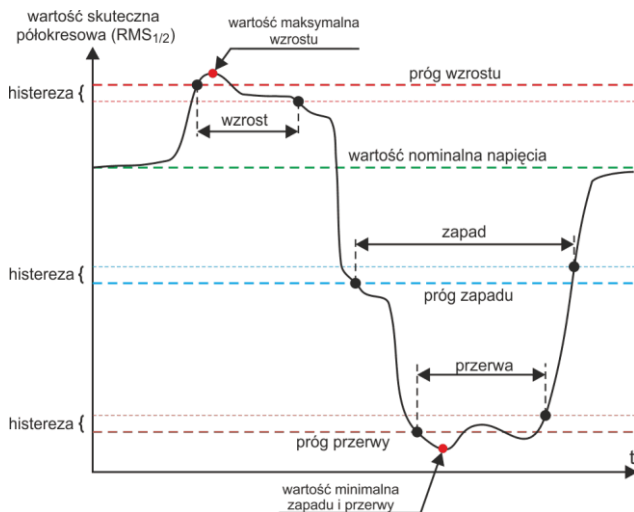 wartość skuteczna
półokresowa (RMS1/2)
wartość maksymalna
wzrostu
próg wzrostu
histereza {
wzrost
wartość nominalna napięcia
zapad
histereza {
próg zapadu
przerwa
histereza {
próg przerwy
t
wartość minimalna
zapadu i przerwy